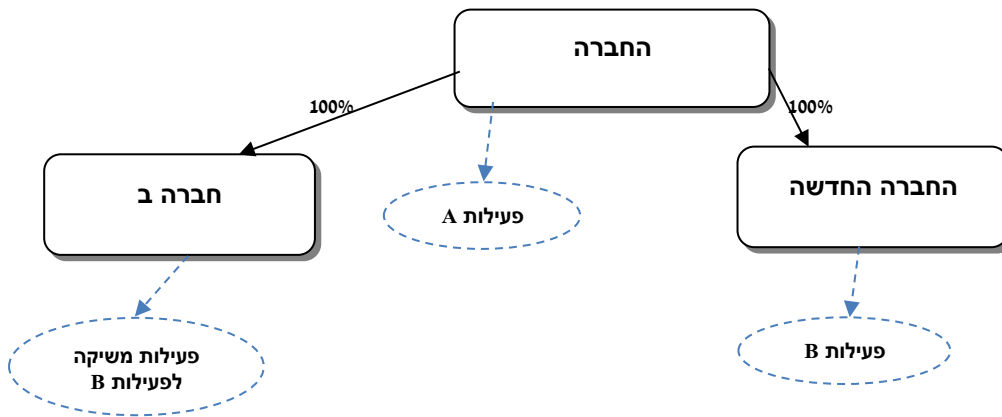 החברה
100%
100%
חברה ב
החברה החדשה
פעילות A
פעילות משיקה
לפעילות B
פעילות B